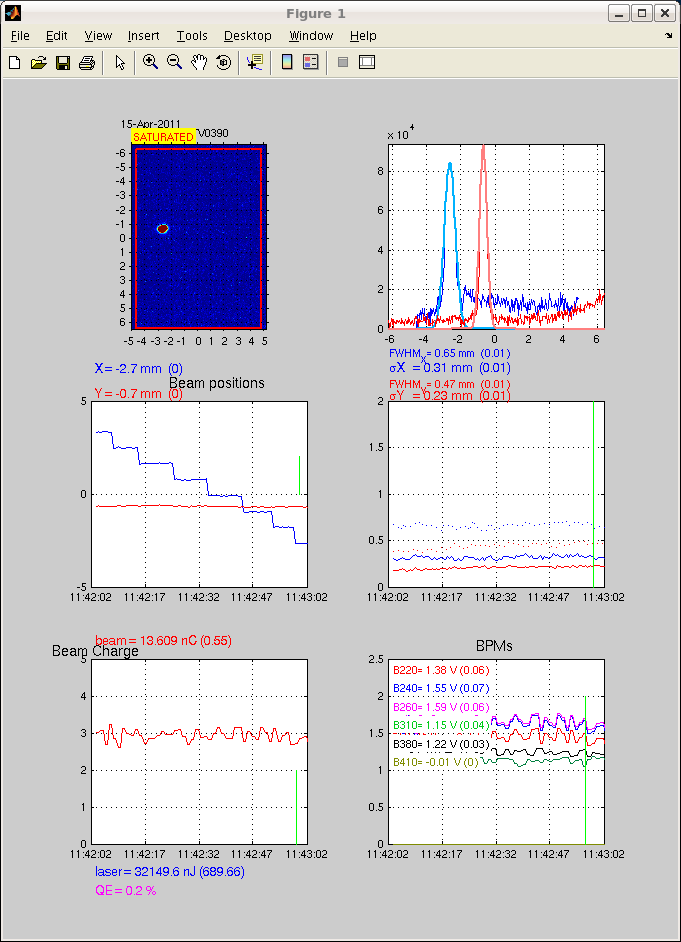 Figure 1
File Edit View Insert Tools Desktop Window Help
15-Apr-2011
SATURATED V0390
x 10^4
-6
-5
-4
-3
-2
-1
0
1
2
3
4
5
6
-5 -4 -3 -2 -1 0 1 2 3 4 5
8
6
4
2
0
-6 -4 -2 0 2 4 6
X = -2.7 mm (0)
Y = -0.7 mm (0)
FWHM_X = 0.65 mm (0.01)
σX = 0.31 mm (0.01)
FWHM_Y = 0.47 mm (0.01)
σY = 0.23 mm (0.01)
Beam positions
5
0
-5
11:42:02 11:42:17 11:42:32 11:42:47 11:43:02
2
1.5
1
0.5
0
11:42:02 11:42:17 11:42:32 11:42:47 11:43:02
beam = 13.609 nC (0.55)
Beam Charge
5
4
3
2
1
0
11:42:02 11:42:17 11:42:32 11:42:47 11:43:02
laser = 32149.6 nJ (689.66)
QE = 0.2 %
BPMs
2.5
2
1.5
1
0.5
0
B220= 1.38 V (0.06)
B240= 1.55 V (0.07)
B260= 1.59 V (0.06)
B310= 1.15 V (0.04)
B380= 1.22 V (0.03)
B410= -0.01 V (0)
11:42:02 11:42:17 11:42:32 11:42:47 11:43:02